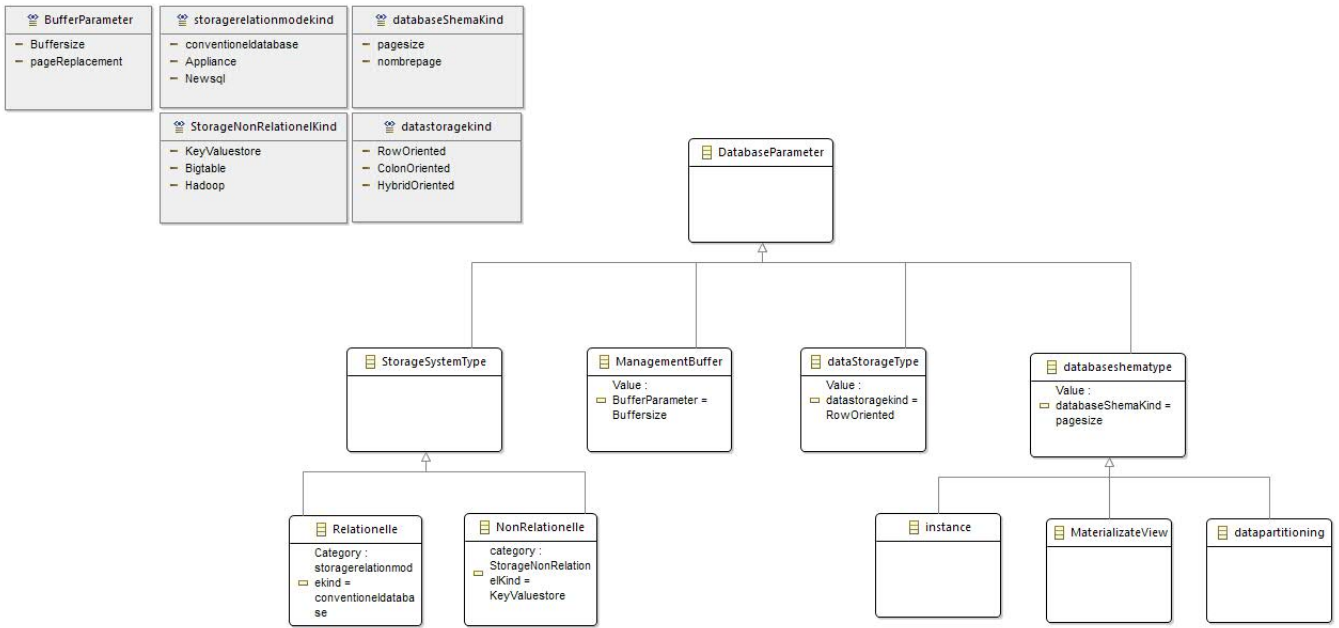 BufferParameter
Buffersize
pageReplacement
storagerelationmodekind
conventioneldatabase
Appliance
Newsql
databaseShemaKind
pagesize
nombrepage
StorageNonRelationelKind
KeyValuestore
Bigtable
Hadoop
datastoragekind
RowOriented
ColonOriented
HybridOriented
DatabaseParameter
StorageSystemType
ManagementBuffer
Value :
BufferParameter =
Buffersize
dataStorageType
Value :
datastoragekind =
RowOriented
databaseshematype
Value :
databaseShemaKind =
pagesize
Relationelle
Category :
storagerelationmod
ekind =
conventioneldataba
se
NonRelationelle
category :
StorageNonRelation
elKind =
KeyValuestore
instance
MaterializateView
datapartitioning